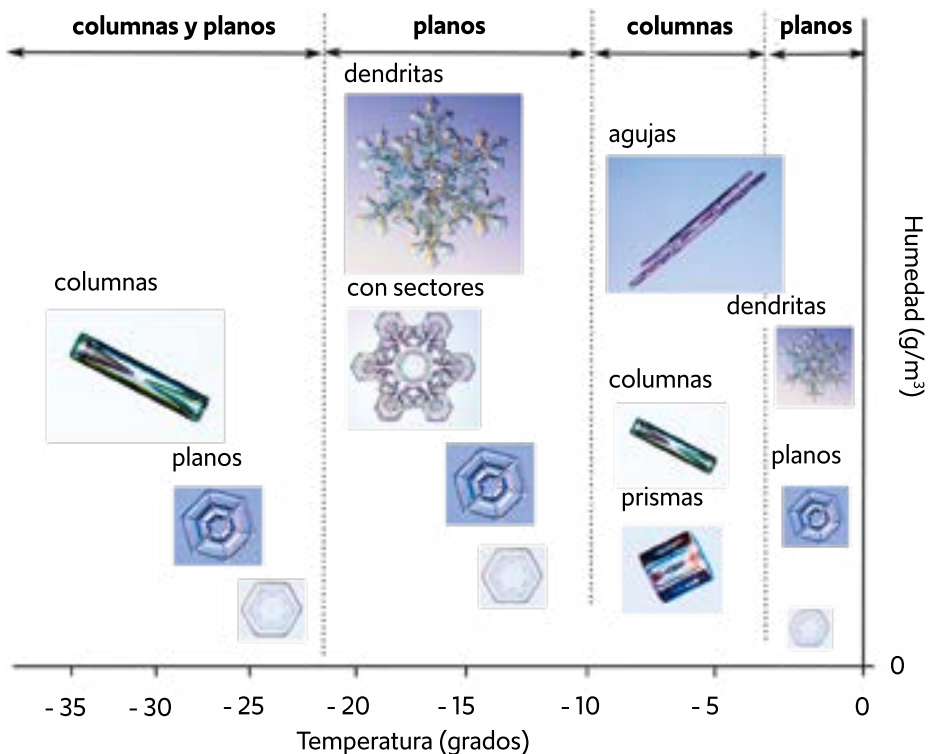 columnas y planos
planos
columnas
planos
dendritas
agujas
columnas
con sectores
dendritas
columnas
planos
planos
prismas
Humedad (g/m³)
0
- 35
- 30
- 25
- 20
- 15
- 10
- 5
0
Temperatura (grados)